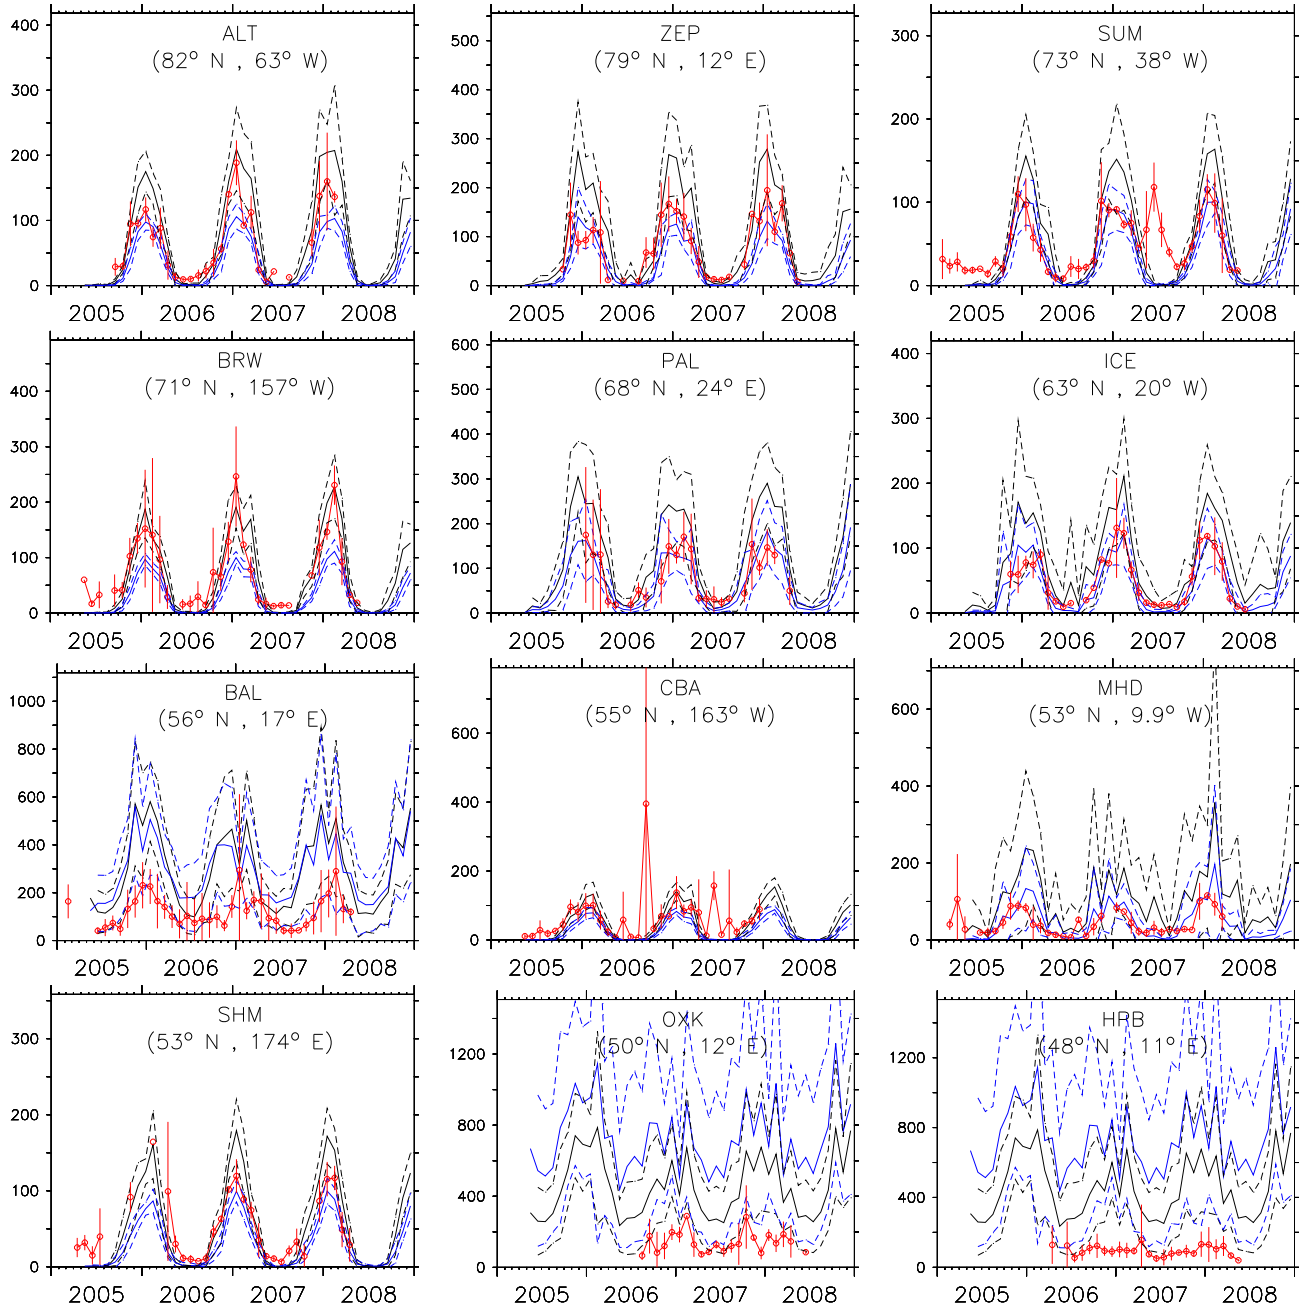 ALT
(82° N , 63° W)
400
300
200
100
0
2005 2006 2007 2008
ZEP
(79° N , 12° E)
500
400
300
200
100
0
2005 2006 2007 2008
SUM
(73° N , 38° W)
300
200
100
0
2005 2006 2007 2008
BRW
(71° N , 157° W)
400
300
200
100
0
2005 2006 2007 2008
PAL
(68° N , 24° E)
600
500
400
300
200
100
0
2005 2006 2007 2008
ICE
(63° N , 20° W)
400
300
200
100
0
2005 2006 2007 2008
BAL
(56° N , 17° E)
1000
800
600
400
200
0
2005 2006 2007 2008
CBA
(55° N , 163° W)
600
400
200
0
2005 2006 2007 2008
MHD
(53° N , 9.9° W)
600
400
200
0
2005 2006 2007 2008
SHM
(53° N , 174° E)
300
200
100
0
2005 2006 2007 2008
OXK
(50° N , 12° E)
1200
800
400
0
2005 2006 2007 2008
HPB
(48° N , 11° E)
1200
800
400
0
2005 2006 2007 2008